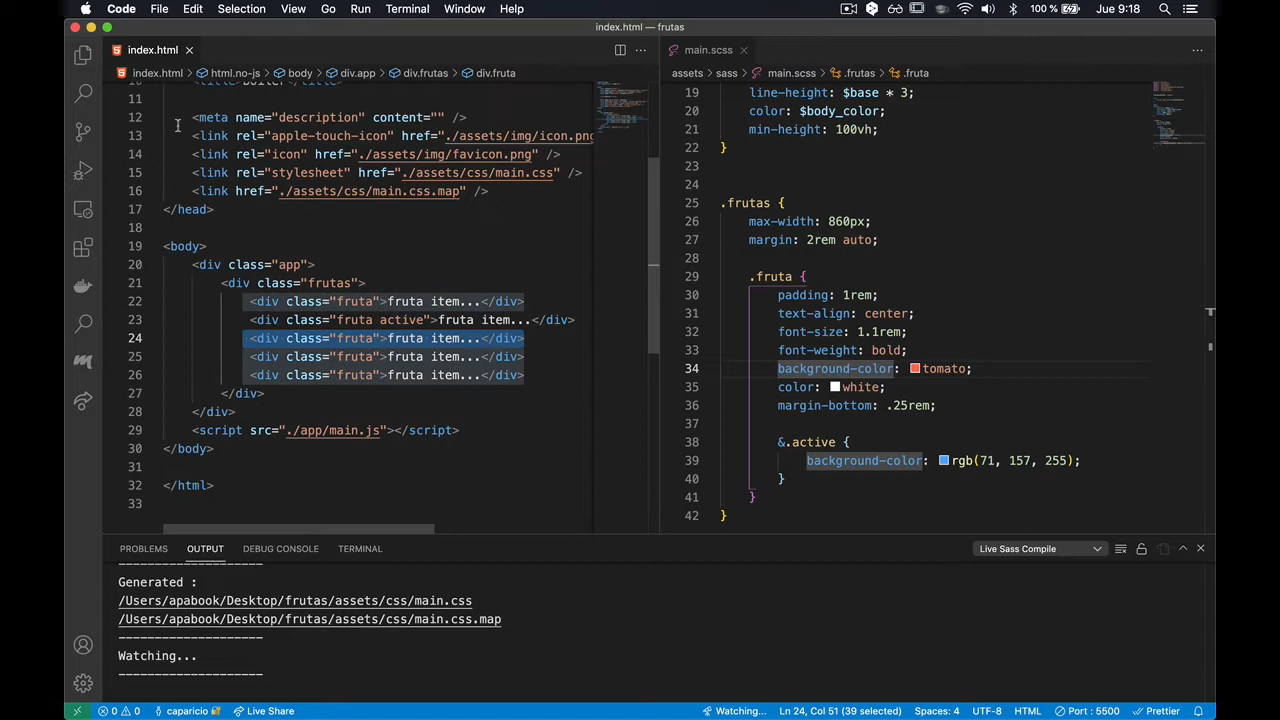 Code File Edit Selection View Go Run Terminal Window Help 100 % Jue 9:18
index.html — frutas
index.html
index.html > html.no-js > body > div.app > div.frutas > div.fruta
11
12 <meta name="description" content="" />
13 <link rel="apple-touch-icon" href="./assets/img/icon.png
14 <link rel="icon" href="./assets/img/favicon.png" />
15 <link rel="stylesheet" href="./assets/css/main.css" />
16 <link href="./assets/css/main.css.map" />
17 </head>
18
19 <body>
20 <div class="app">
21 <div class="frutas">
22 <div class="fruta">fruta item...</div>
23 <div class="fruta active">fruta item...</div>
24 <div class="fruta">fruta item...</div>
25 <div class="fruta">fruta item...</div>
26 <div class="fruta">fruta item...</div>
27 </div>
28 </div>
29 <script src="./app/main.js"></script>
30 </body>
31
32 </html>
33
main.scss
assets > sass > main.scss > .frutas > .fruta
19 line-height: $base * 3;
20 color: $body_color;
21 min-height: 100vh;
22 }
23
24
25 .frutas {
26 max-width: 860px;
27 margin: 2rem auto;
28
29 .fruta {
30 padding: 1rem;
31 text-align: center;
32 font-size: 1.1rem;
33 font-weight: bold;
34 background-color: tomato;
35 color: white;
36 margin-bottom: .25rem;
37
38 &.active {
39 background-color: rgb(71, 157, 255);
40 }
41 }
42 }
PROBLEMS OUTPUT DEBUG CONSOLE TERMINAL Live Sass Compile
--------------------
Generated :
/Users/apabook/Desktop/frutas/assets/css/main.css
/Users/apabook/Desktop/frutas/assets/css/main.css.map
--------------------
Watching...
--------------------
0 0 caparicio Live Share Watching... Ln 24, Col 51 (39 selected) Spaces: 4 UTF-8 HTML Port : 5500 Prettier